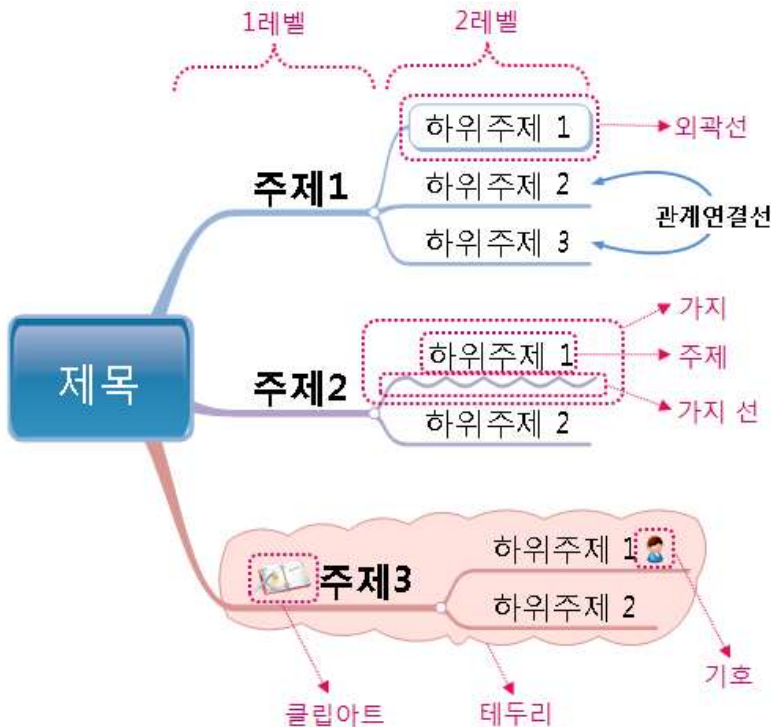 1레벨
2레벨
하위주제 1
외곽선
주제1
하위주제 2
관계연결선
하위주제 3
제목
가지
하위주제 1
주제
주제2
가지 선
하위주제 2
하위주제 1
주제3
하위주제 2
기호
클립아트
테두리